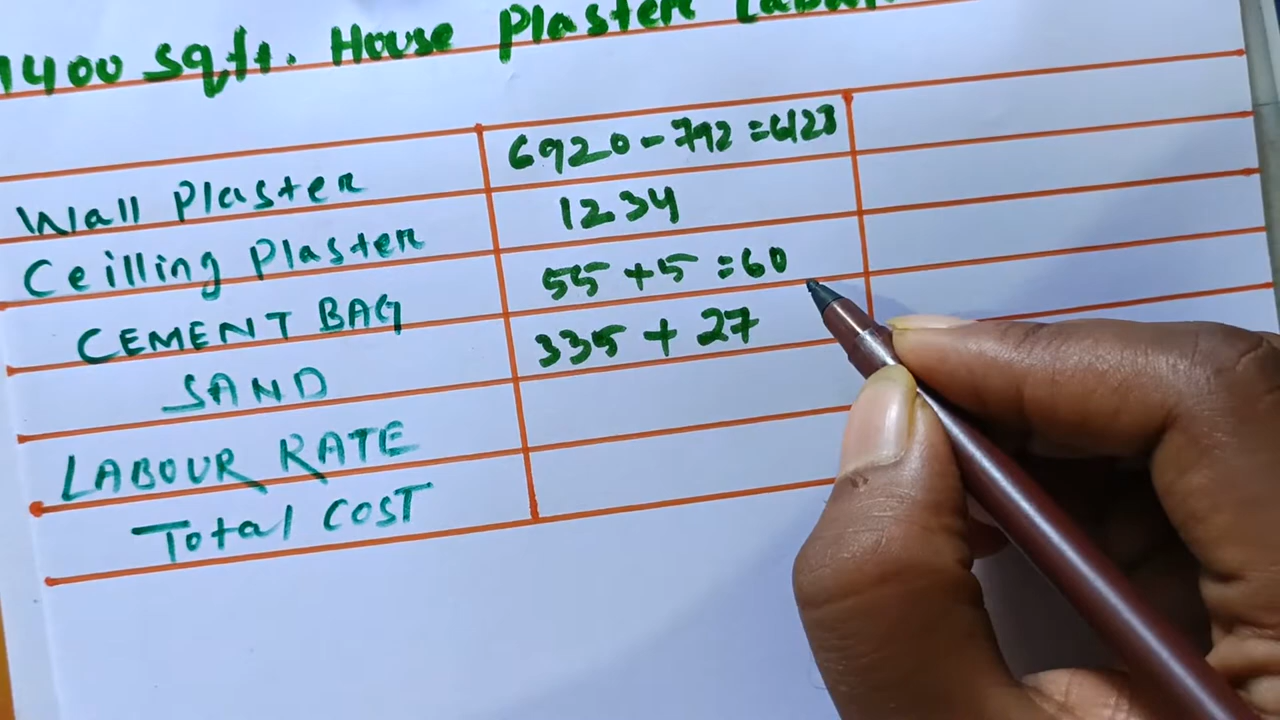 1400 sqft. House Plaster
Wall Plaster 6920-792=6128
Ceilling Plaster 1234
CEMENT BAG 55+5=60
SAND 335+27
LABOUR RATE
Total COST